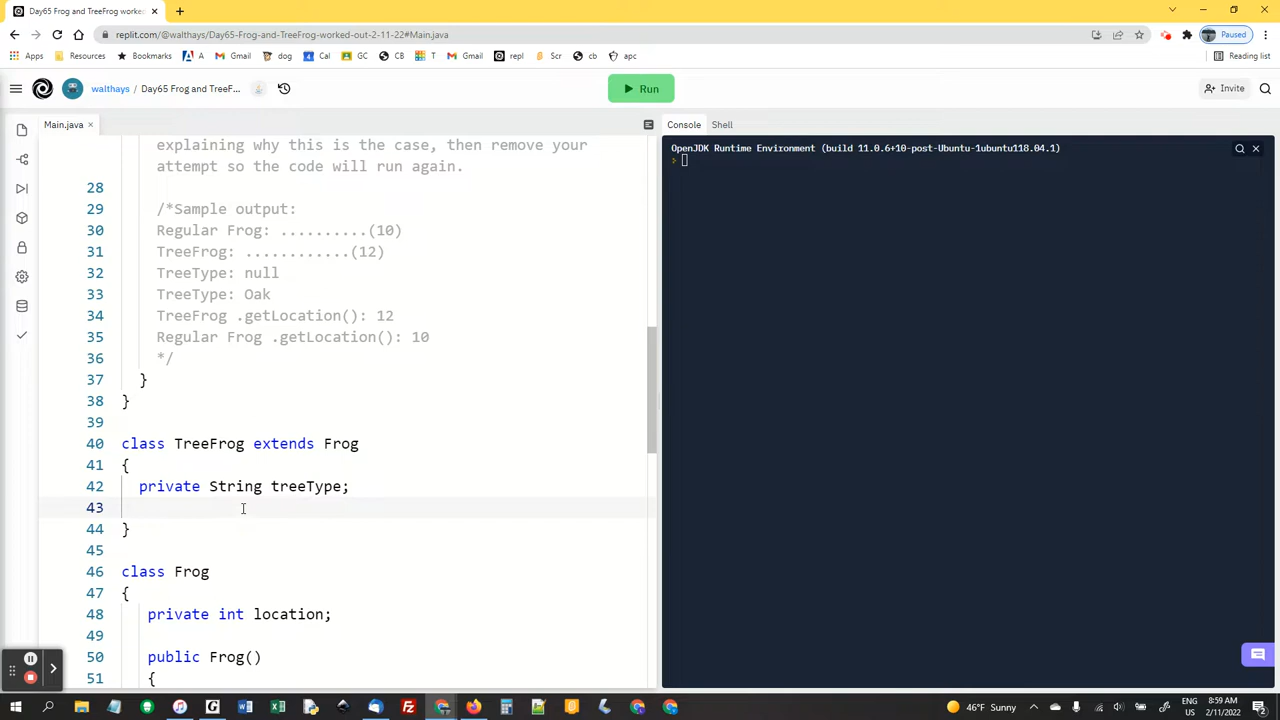 Day65 Frog and TreeFrog worked
replit.com/@walthays/Day65-Frog-and-TreeFrog-worked-out-2-11-22#Main.java
Paused
Apps Resources Bookmarks A Gmail dog Cal GC CB T Gmail repl Scr cb apc Reading list
walthays / Day65 Frog and TreeF... Run Invite
Main.java Console Shell
explaining why this is the case, then remove your
attempt so the code will run again.
28
29 /*Sample output:
30 Regular Frog: ..........(10)
31 TreeFrog: ............(12)
32 TreeType: null
33 TreeType: Oak
34 TreeFrog .getLocation(): 12
35 Regular Frog .getLocation(): 10
36 */
37 }
38 }
39
40 class TreeFrog extends Frog
41 {
42 private String treeType;
43
44 }
45
46 class Frog
47 {
48 private int location;
49
50 public Frog()
51 {
OpenJDK Runtime Environment (build 11.0.6+10-post-Ubuntu-1ubuntu118.04.1)
46°F Sunny
ENG
US
8:59 AM
2/11/2022